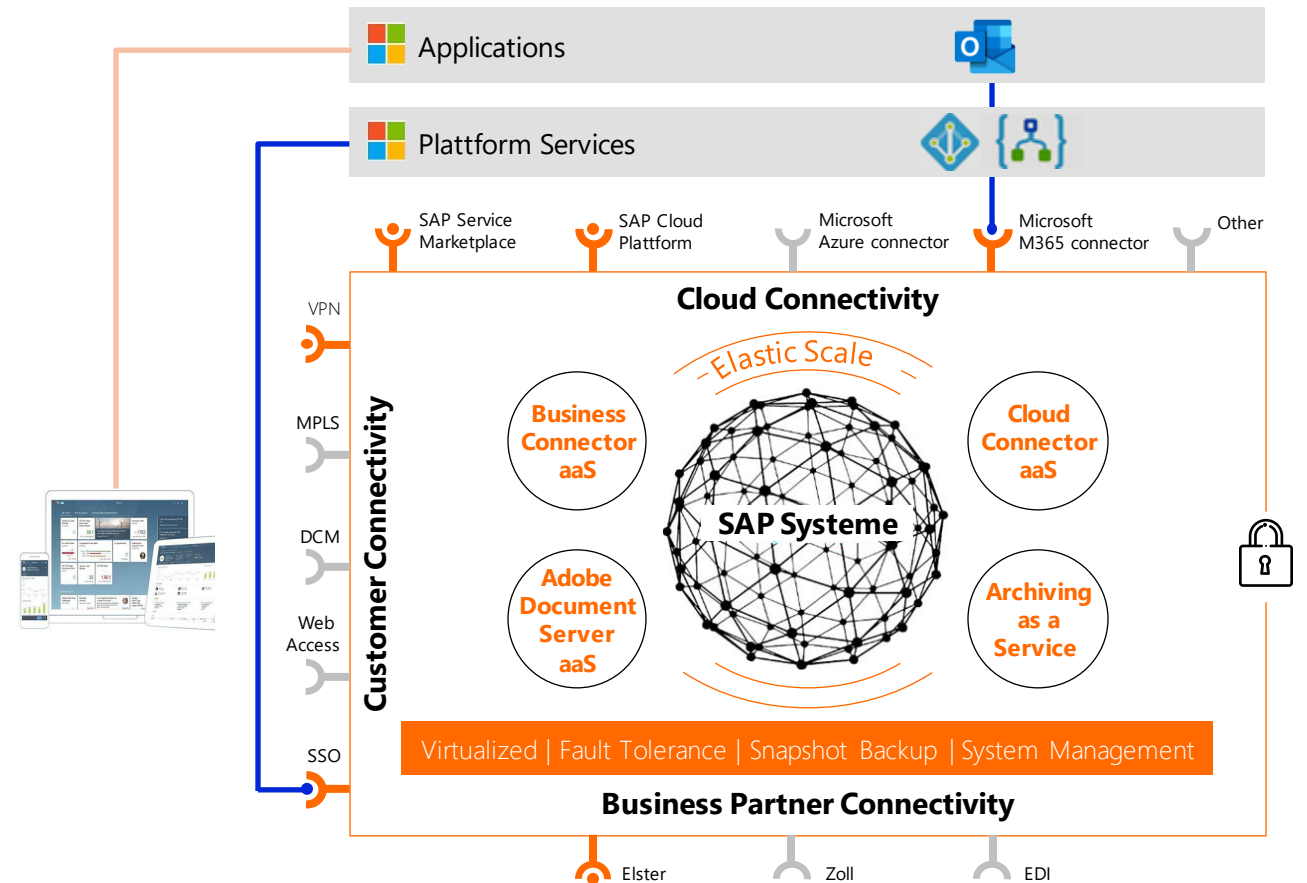 Applications
Plattform Services
SAP Service
Marketplace
SAP Cloud
Plattform
Microsoft
Azure connector
Microsoft
M365 connector
Other
Cloud Connectivity
VPN
MPLS
DCM
Web
Access
SSO
Customer Connectivity
Elastic Scale
Business
Connector
aaS
Cloud
Connector
aaS
SAP Systeme
Adobe
Document
Server
aaS
Archiving
as a
Service
Virtualized | Fault Tolerance | Snapshot Backup | System Management
Business Partner Connectivity
Elster
Zoll
EDI